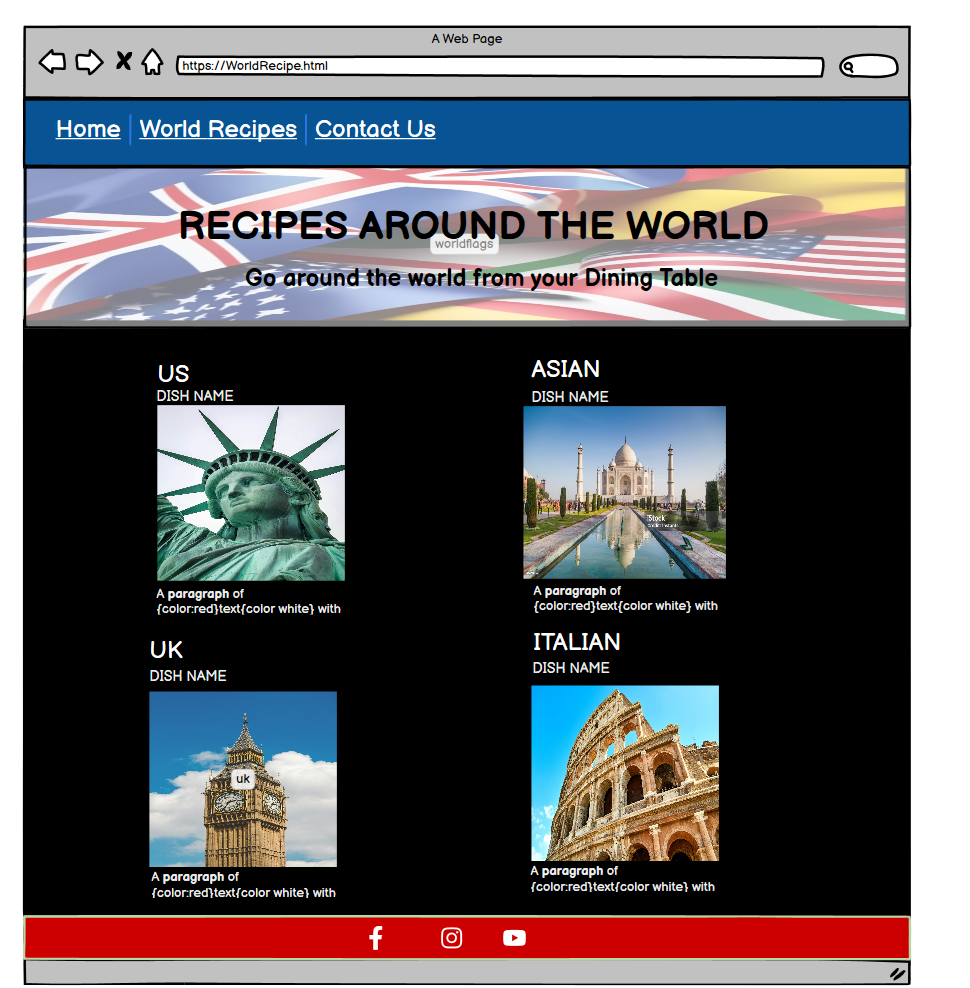 A Web Page
https://WorldRecipe.html
Home World Recipes Contact Us
RECIPES AROUND THE WORLD
worldflags
Go around the world from your Dining Table
US
DISH NAME
A paragraph of
{color:red}text{color white} with
ASIAN
DISH NAME
iStock
A paragraph of
{color:red}text{color white} with
UK
DISH NAME
uk
A paragraph of
{color:red}text{color white} with
ITALIAN
DISH NAME
A paragraph of
{color:red}text{color white} with